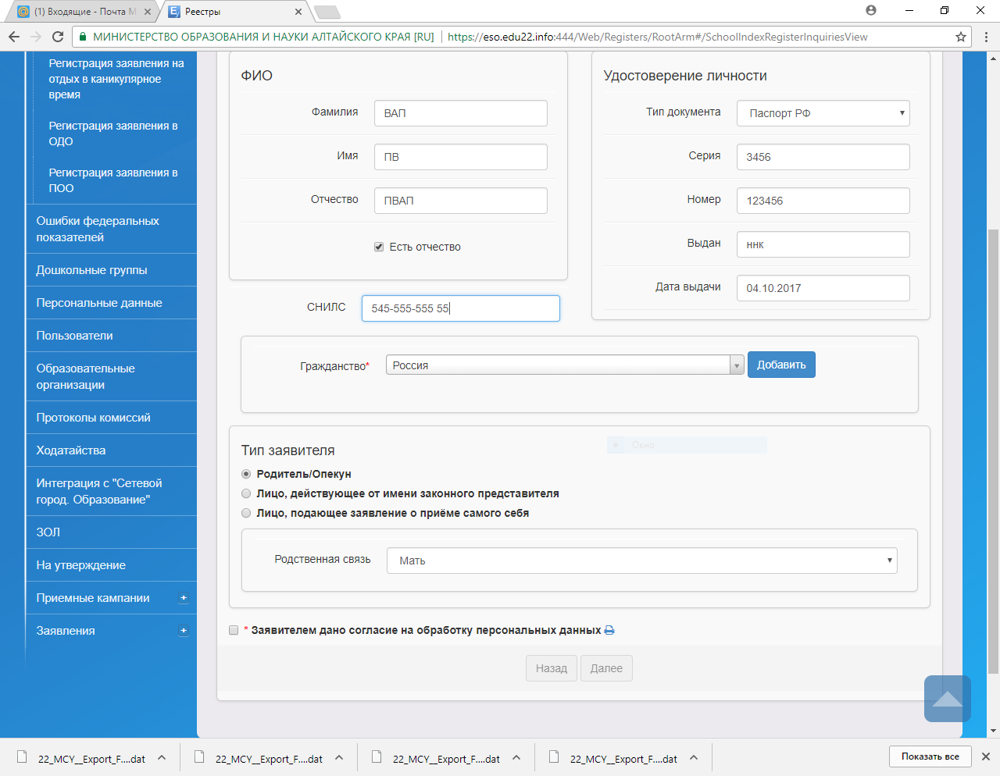 (1) Входящие - Почта M
Реестры
МИНИСТЕРСТВО ОБРАЗОВАНИЯ И НАУКИ АЛТАЙСКОГО КРАЯ [RU]
https://eso.edu22.info:444/Web/Registers/RootArm#/SchoolIndexRegisterInquiriesView
Регистрация заявления на
отдых в каникулярное
время
Регистрация заявления в
ОДО
Регистрация заявления в
ПОО
Ошибки федеральных
показателей
Дошкольные группы
Персональные данные
Пользователи
Образовательные
организации
Протоколы комиссий
Ходатайства
Интеграция с "Сетевой
город. Образование"
ЗОЛ
На утверждение
Приемные кампании
Заявления
ФИО
Фамилия ВАП
Имя ПВ
Отчество ПВАП
Есть отчество
СНИЛС 545-555-555 55
Удостоверение личности
Тип документа Паспорт РФ
Серия 3456
Номер 123456
Выдан ннк
Дата выдачи 04.10.2017
Гражданство* Россия Добавить
Окно
Тип заявителя
Родитель/Опекун
Лицо, действующее от имени законного представителя
Лицо, подающее заявление о приёме самого себя
Родственная связь Мать
* Заявителем дано согласие на обработку персональных данных
Назад Далее
22_MCY__Export_F....dat
22_MCY__Export_F....dat
22_MCY__Export_F....dat
22_MCY__Export_F....dat
Показать все